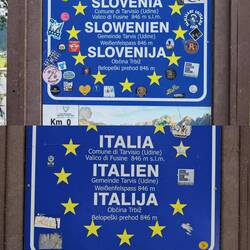 SLOVENIA
Comune di Tarvisio (Udine)
Valico di Fusine 846 m s.l.m.
SLOWENIEN
Gemeinde Tarvis (Udine)
Weißenfelspass 846 m
SLOVENIJA
Občina Trbiž
Belopeški prehod 846 m
Km 0
ITALIA
Comune di Tarvisio (Udine)
Valico di Fusine 846 m s.l.m.
ITALIEN
Gemeinde Tarvis (Udine)
Weißenfelspass 846 m
ITALIJA
Občina Trbiž
Belopeški prehod 846 m